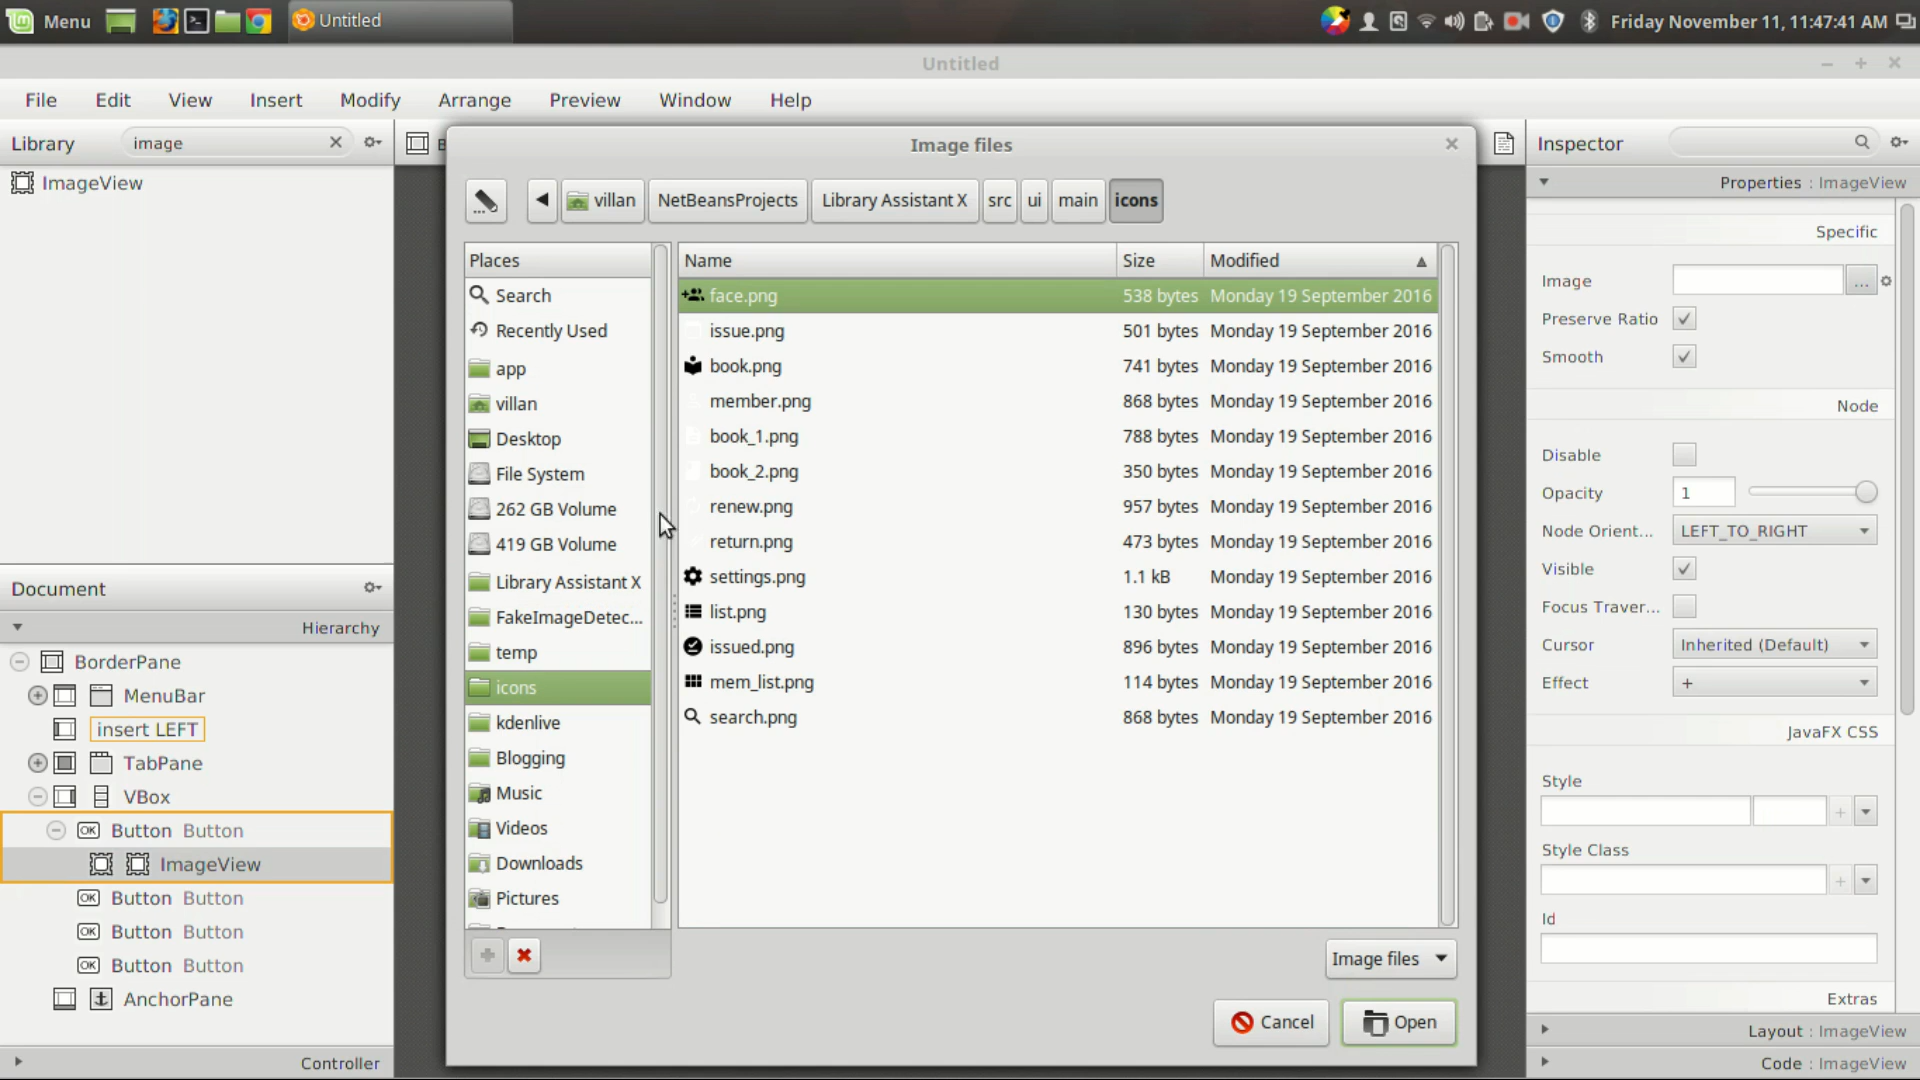 Menu
Untitled
Friday November 11, 11:47:41 AM
Untitled
File Edit View Insert Modify Arrange Preview Window Help
Library
image
ImageView
Document
Hierarchy
BorderPane
MenuBar
insert LEFT
TabPane
VBox
OK Button Button
ImageView
OK Button Button
OK Button Button
OK Button Button
AnchorPane
Controller
Image files
villan NetBeansProjects Library Assistant X src ui main icons
Places
Search
Recently Used
app
villan
Desktop
File System
262 GB Volume
419 GB Volume
Library Assistant X
FakeImageDetec...
temp
icons
kdenlive
Blogging
Music
Videos
Downloads
Pictures
Name Size Modified
face.png 538 bytes Monday 19 September 2016
issue.png 501 bytes Monday 19 September 2016
book.png 741 bytes Monday 19 September 2016
member.png 868 bytes Monday 19 September 2016
book_1.png 788 bytes Monday 19 September 2016
book_2.png 350 bytes Monday 19 September 2016
renew.png 957 bytes Monday 19 September 2016
return.png 473 bytes Monday 19 September 2016
settings.png 1.1 kB Monday 19 September 2016
list.png 130 bytes Monday 19 September 2016
issued.png 896 bytes Monday 19 September 2016
mem_list.png 114 bytes Monday 19 September 2016
search.png 868 bytes Monday 19 September 2016
Image files
Cancel Open
Inspector
Properties : ImageView
Specific
Image ...
Preserve Ratio
Smooth
Node
Disable
Opacity 1
Node Orient... LEFT_TO_RIGHT
Visible
Focus Traver...
Cursor Inherited (Default)
Effect +
JavaFX CSS
Style
+
Style Class
+
Id
Extras
Layout : ImageView
Code : ImageView